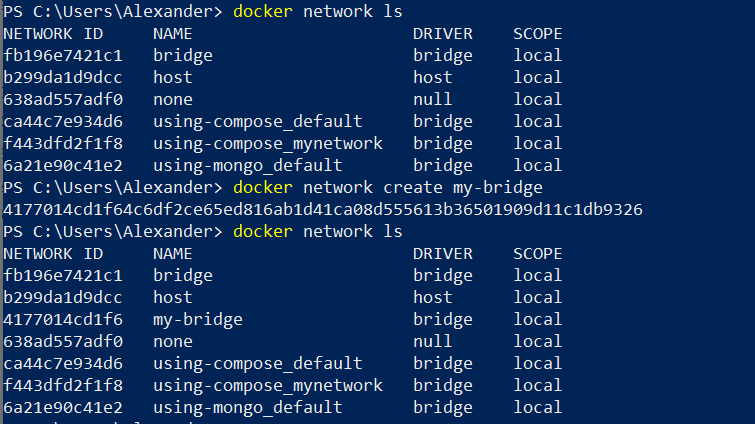 PS C:\Users\Alexander> docker network ls
NETWORK ID NAME DRIVER SCOPE
fb196e7421c1 bridge bridge local
b299da1d9dcc host host local
638ad557adf0 none null local
ca44c7e934d6 using-compose_default bridge local
f443dfd2f1f8 using-compose_mynetwork bridge local
6a21e90c41e2 using-mongo_default bridge local
PS C:\Users\Alexander> docker network create my-bridge
4177014cd1f64c6df2ce65ed816ab1d41ca08d555613b36501909d11c1db9326
PS C:\Users\Alexander> docker network ls
NETWORK ID NAME DRIVER SCOPE
fb196e7421c1 bridge bridge local
b299da1d9dcc host host local
4177014cd1f6 my-bridge bridge local
638ad557adf0 none null local
ca44c7e934d6 using-compose_default bridge local
f443dfd2f1f8 using-compose_mynetwork bridge local
6a21e90c41e2 using-mongo_default bridge local